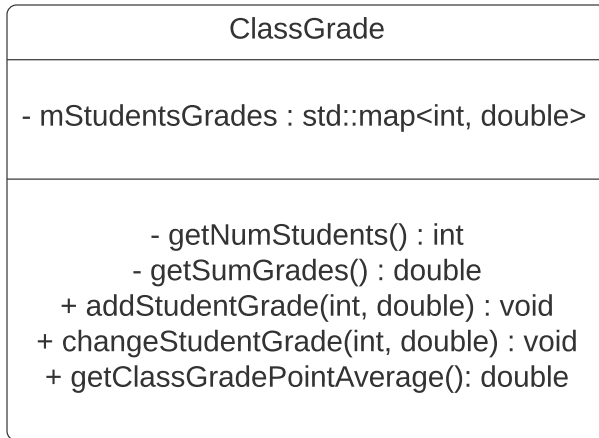 ClassGrade
- mStudentsGrades : std::map<int, double>
- getNumStudents() : int
- getSumGrades() : double
+ addStudentGrade(int, double) : void
+ changeStudentGrade(int, double) : void
+ getClassGradePointAverage(): double